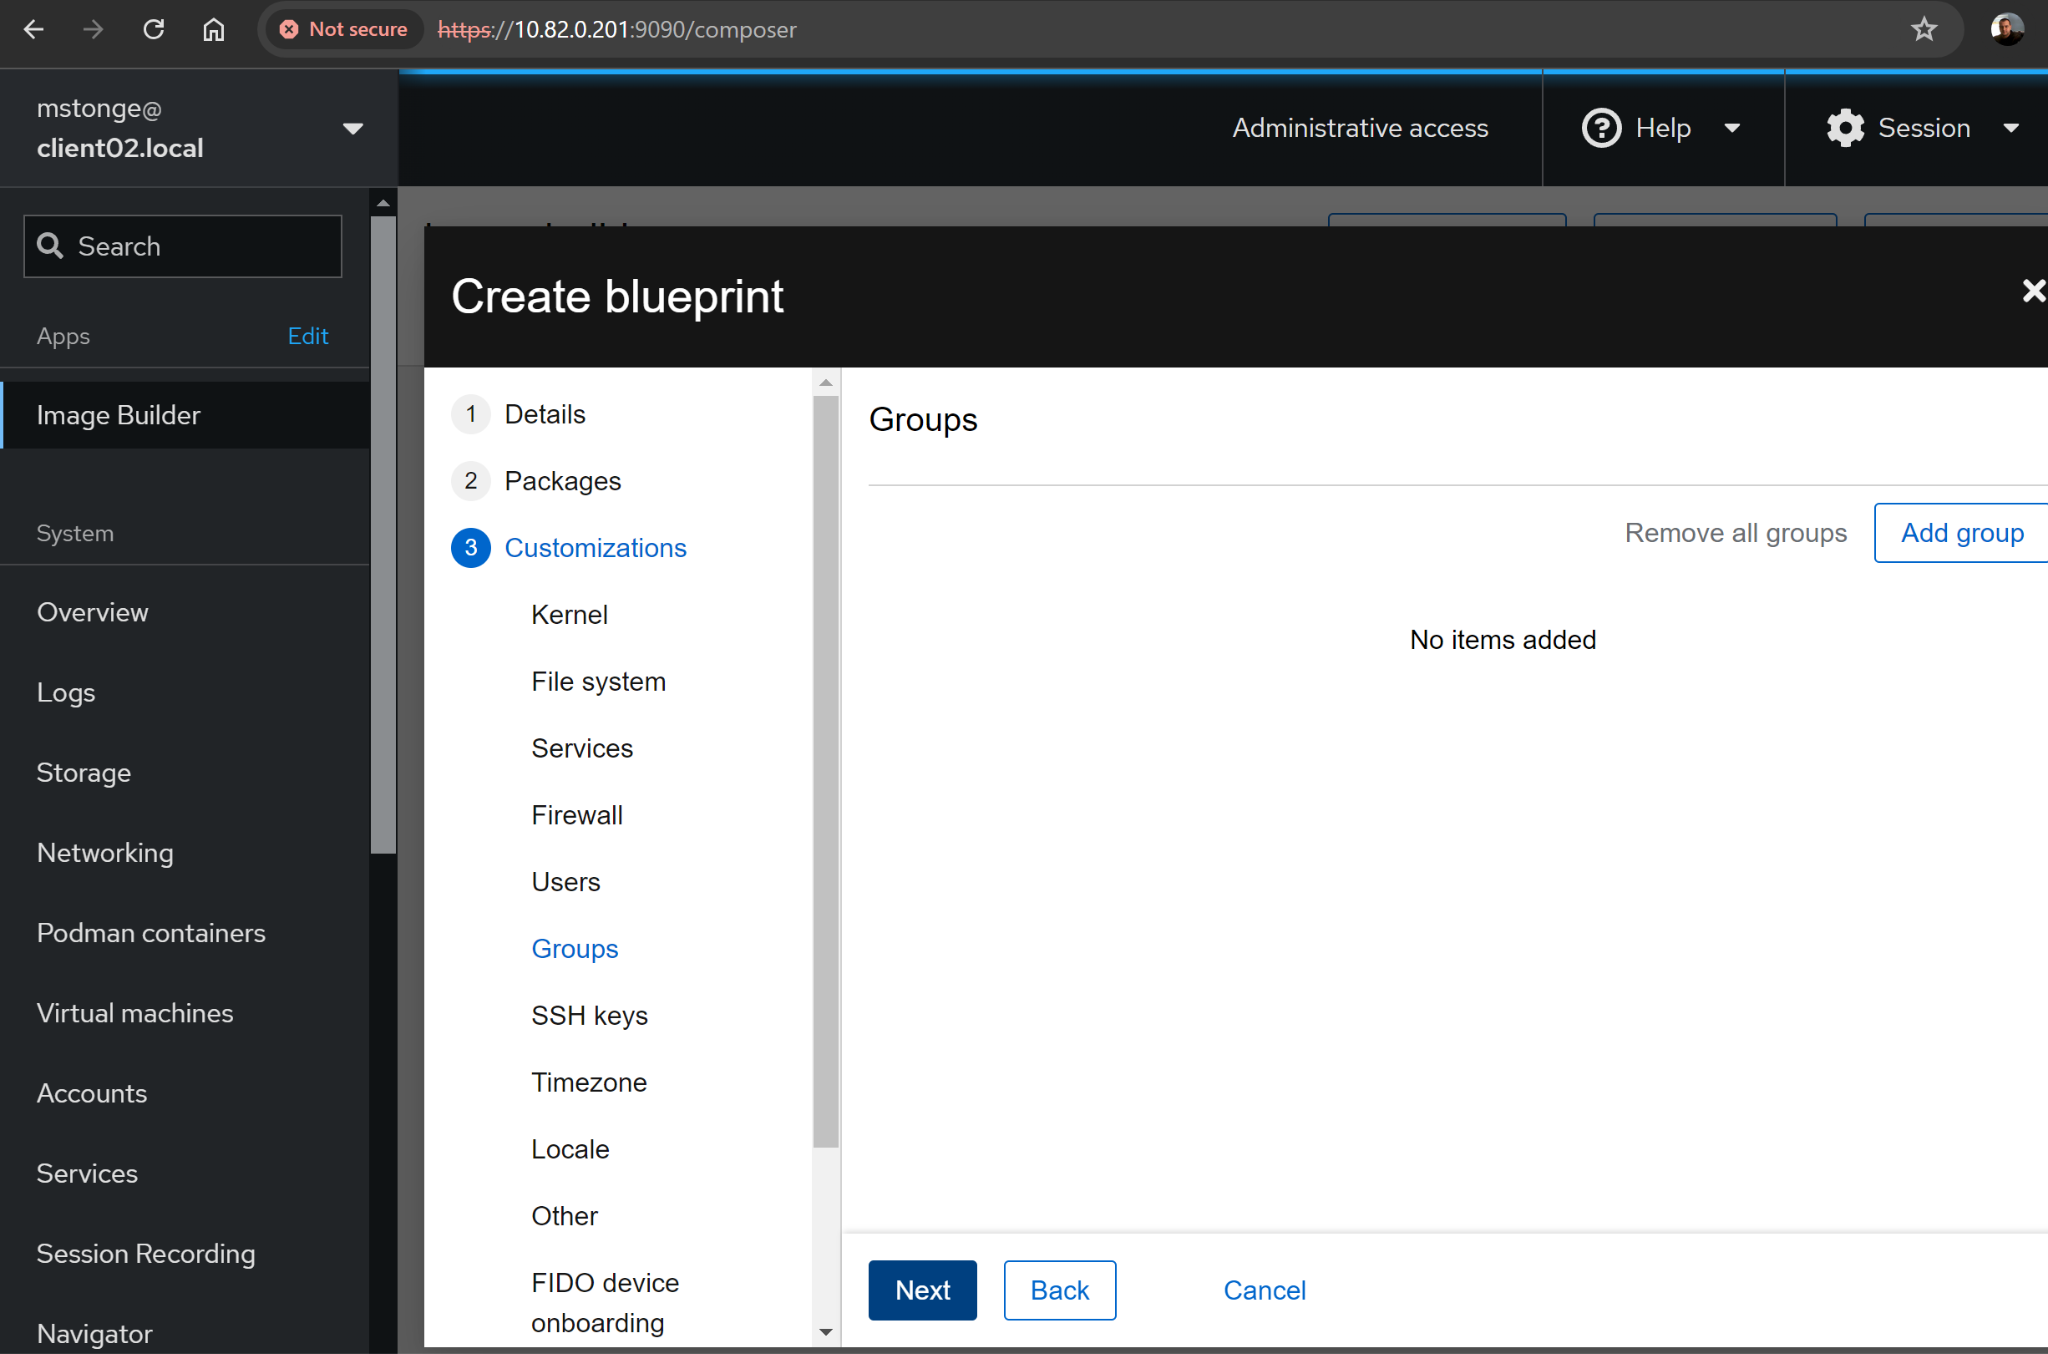 Not secure https://10.82.0.201:9090/composer
mstonge@
client02.local
Administrative access
Help
Session
Search
Apps
Edit
Image Builder
System
Overview
Logs
Storage
Networking
Podman containers
Virtual machines
Accounts
Services
Session Recording
Navigator
Create blueprint
1 Details
2 Packages
3 Customizations
Kernel
File system
Services
Firewall
Users
Groups
SSH keys
Timezone
Locale
Other
FIDO device
onboarding
Groups
Remove all groups
Add group
No items added
Next
Back
Cancel